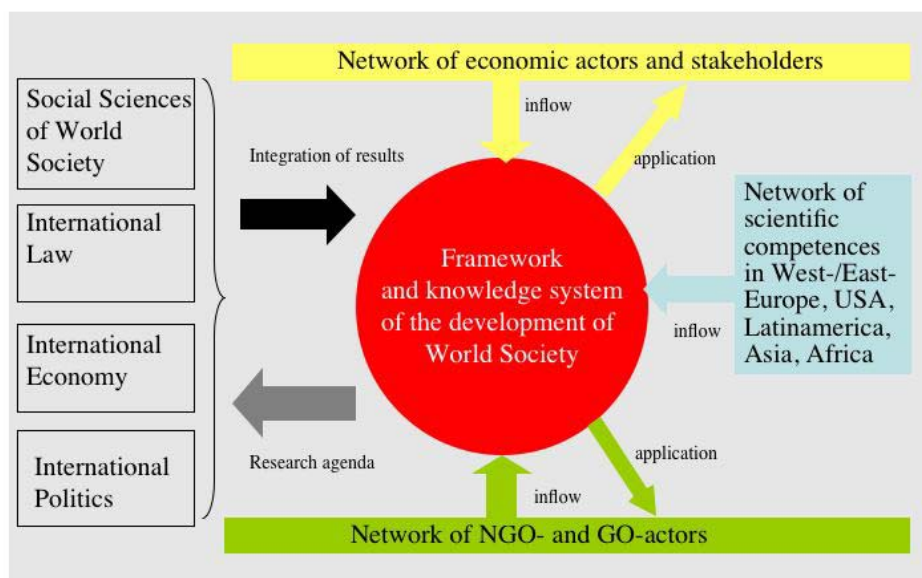 Network of economic actors and stakeholders
Social Sciences
of World
Society
International
Law
International
Economy
International
Politics
Integration of results
Research agenda
inflow
application
Framework
and knowledge system
of the development of
World Society
Network of
scientific
competences
in West-/East-
Europe, USA,
Latinamerica,
Asia, Africa
inflow
application
inflow
Network of NGO- and GO-actors